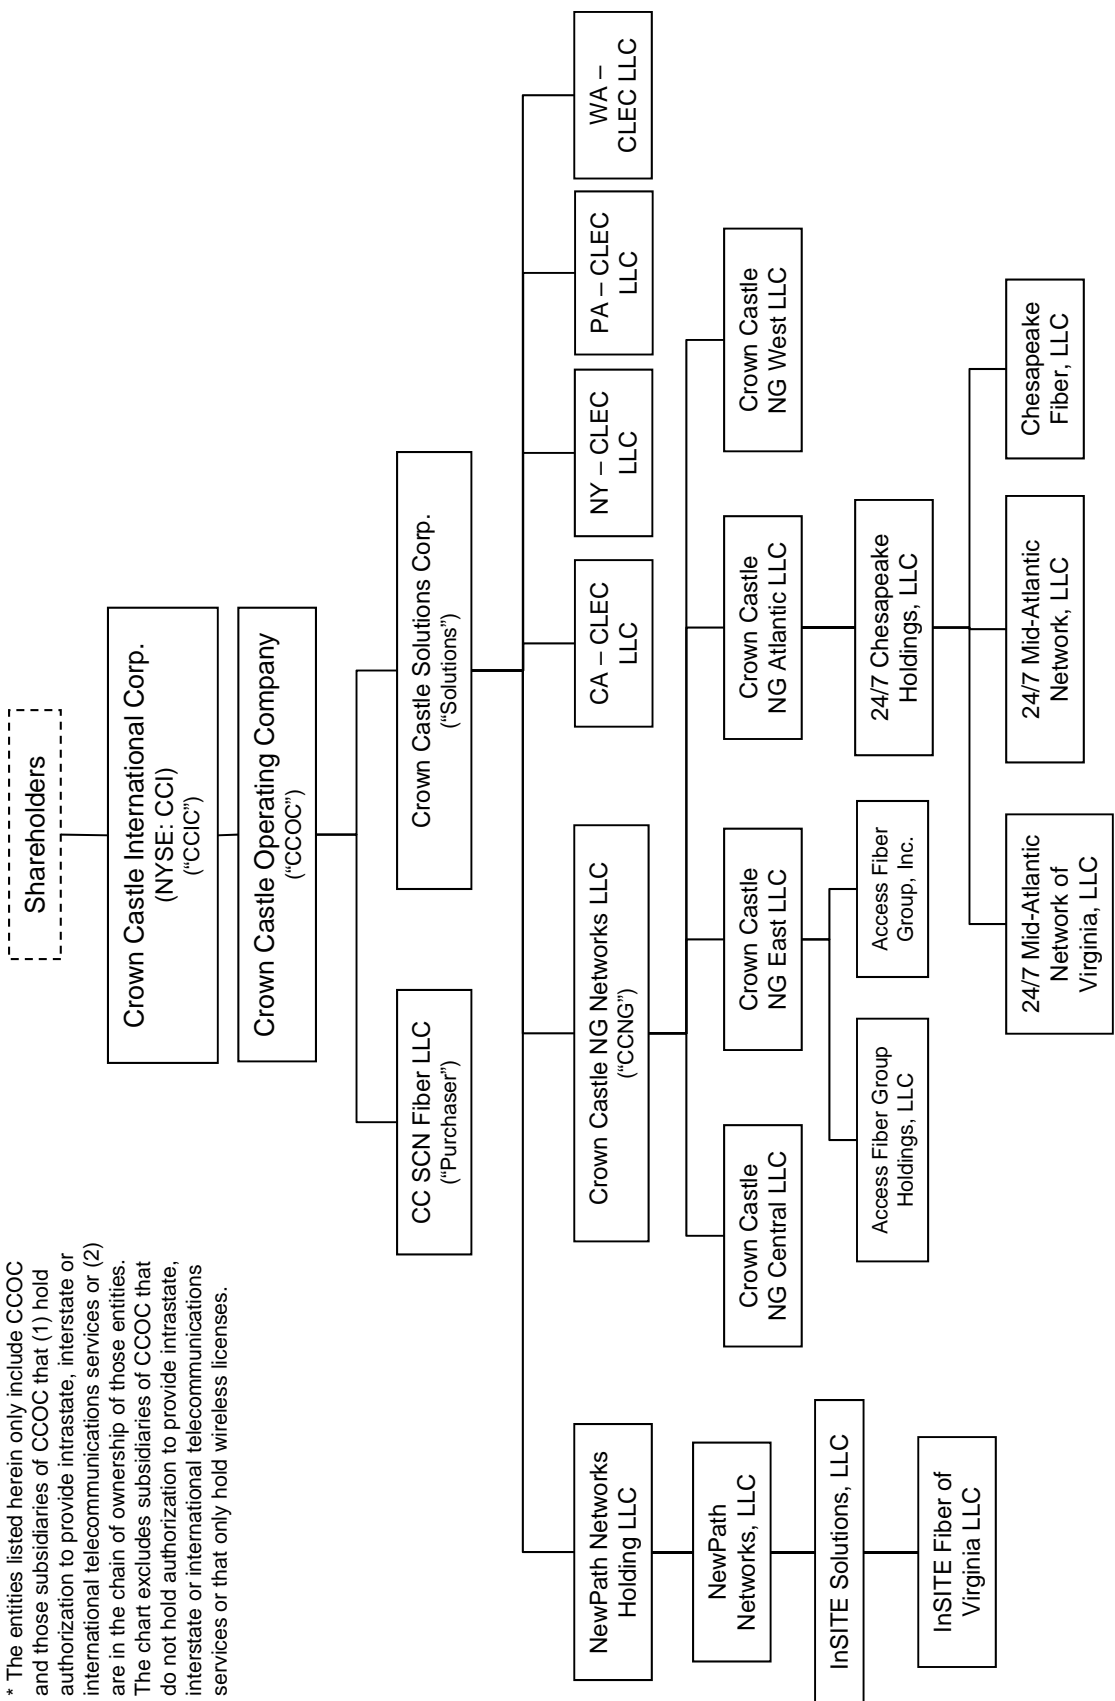 * The entities listed herein only include CCOC
and those subsidiaries of CCOC that (1) hold
authorization to provide intrastate, interstate or
international telecommunications services or (2)
are in the chain of ownership of those entities.
The chart excludes subsidiaries of CCOC that
do not hold authorization to provide intrastate,
interstate or international telecommunications
services or that only hold wireless licenses.
Shareholders
Crown Castle International Corp.
(NYSE: CCI)
("CCIC")
Crown Castle Operating Company
("CCOC")
CC SCN Fiber LLC
("Purchaser")
Crown Castle Solutions Corp.
("Solutions")
NewPath Networks
Holding LLC
Crown Castle NG Networks LLC
("CCNG")
CA – CLEC
LLC
NY – CLEC
LLC
PA – CLEC
LLC
WA –
CLEC LLC
NewPath
Networks, LLC
Crown Castle
NG Central LLC
Crown Castle
NG East LLC
Crown Castle
NG Atlantic LLC
Crown Castle
NG West LLC
InSITE Solutions, LLC
Access Fiber Group
Holdings, LLC
Access Fiber
Group, Inc.
24/7 Chesapeake
Holdings, LLC
InSITE Fiber of
Virginia LLC
24/7 Mid-Atlantic
Network of
Virginia, LLC
24/7 Mid-Atlantic
Network, LLC
Chesapeake
Fiber, LLC